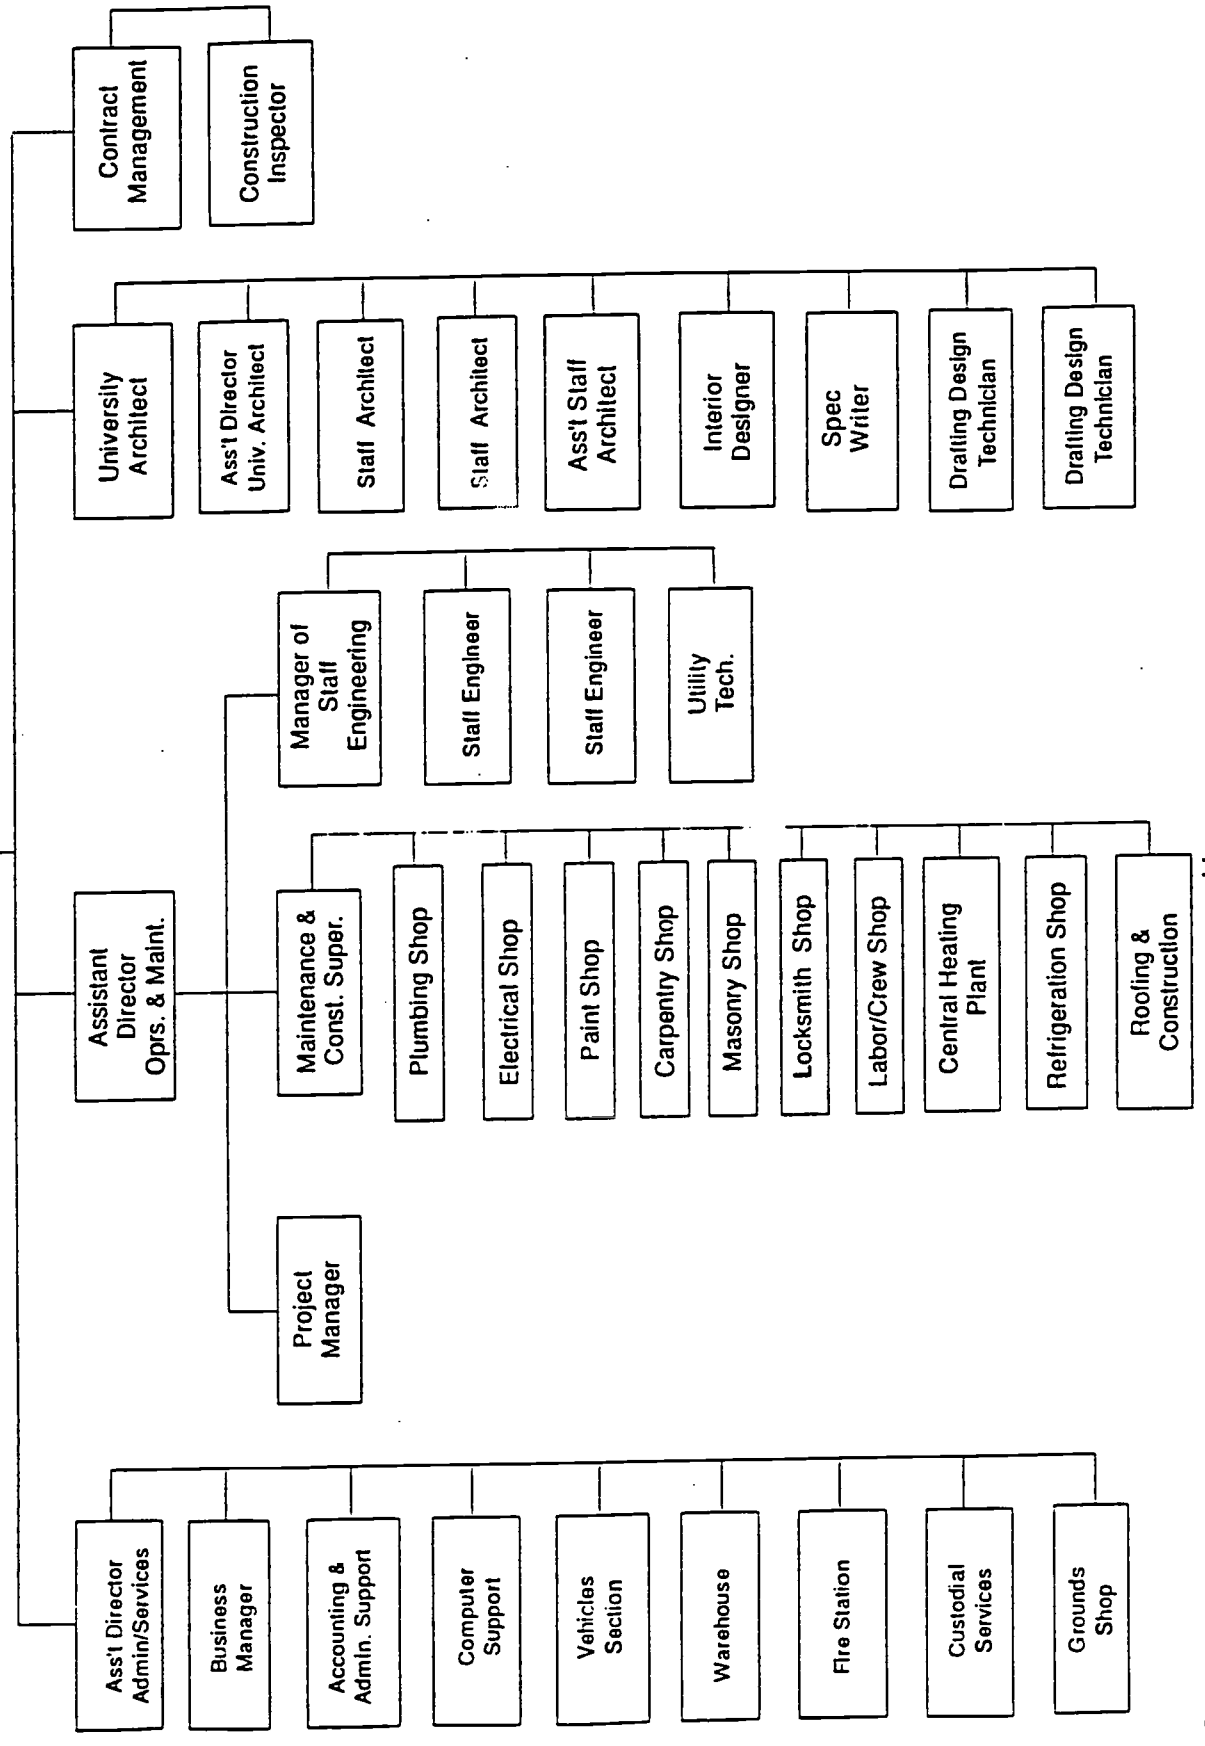 Ass't Director
Admin/Services
Business
Manager
Accounting &
Admin. Support
Computer
Support
Vehicles
Section
Warehouse
Fire Station
Custodial
Services
Grounds
Shop
Assistant
Director
Oprs. & Maint.
Project
Manager
Maintenance &
Const. Super.
Plumbing Shop
Electrical Shop
Paint Shop
Carpentry Shop
Masonry Shop
Locksmith Shop
Labor/Crew Shop
Central Heating
Plant
Refrigeration Shop
Roofing &
Construction
Manager of
Staff
Engineering
Staff Engineer
Staff Engineer
Utility
Tech.
University
Architect
Ass't Director
Univ. Architect
Staff Architect
Staff Architect
Ass't Staff
Architect
Interior
Designer
Spec
Writer
Drafting Design
Technician
Drafting Design
Technician
Contract
Management
Construction
Inspector